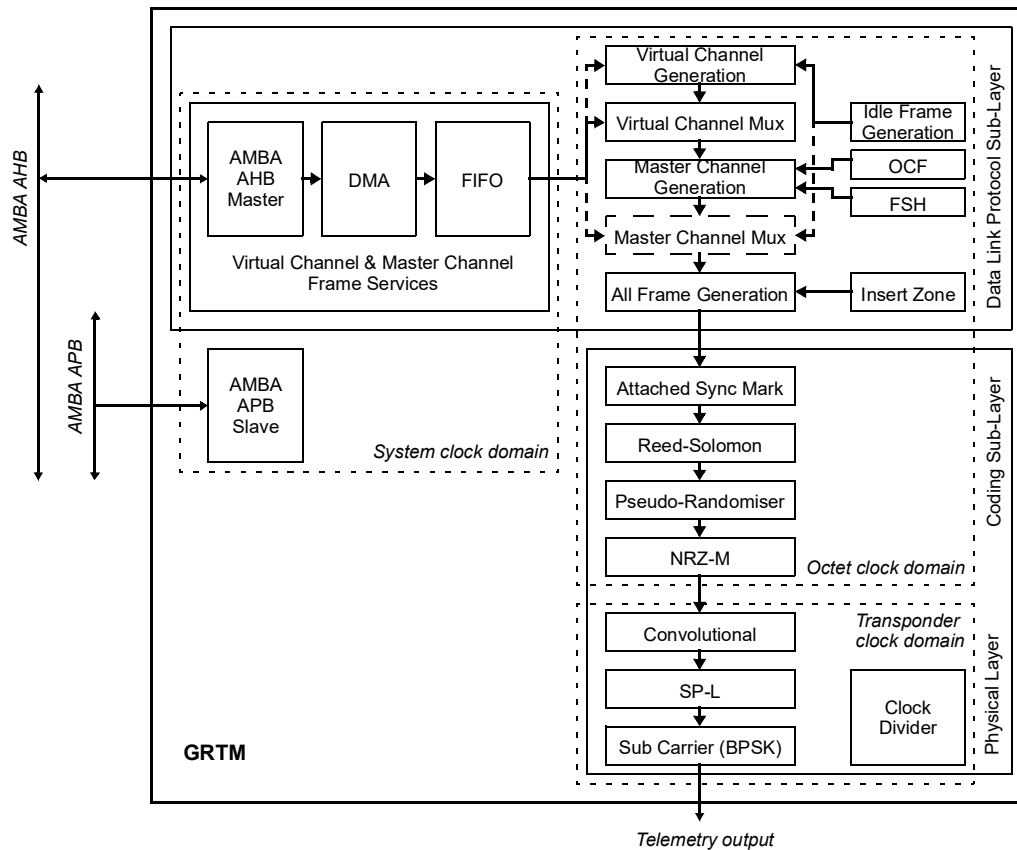 Virtual Channel
Generation
Virtual Channel Mux
Idle Frame
Generation
Master Channel
Generation
OCF
FSH
Master Channel Mux
All Frame Generation
Insert Zone
Data Link Protocol Sub-Layer
AMBA AHB
AMBA
AHB
Master
DMA
FIFO
Virtual Channel & Master Channel
Frame Services
AMBA APB
AMBA
APB
Slave
System clock domain
Attached Sync Mark
Reed-Solomon
Pseudo-Randomiser
NRZ-M
Octet clock domain
Coding Sub-Layer
Convolutional
SP-L
Sub Carrier (BPSK)
Transponder
clock domain
Clock
Divider
Physical Layer
GRTM
Telemetry output